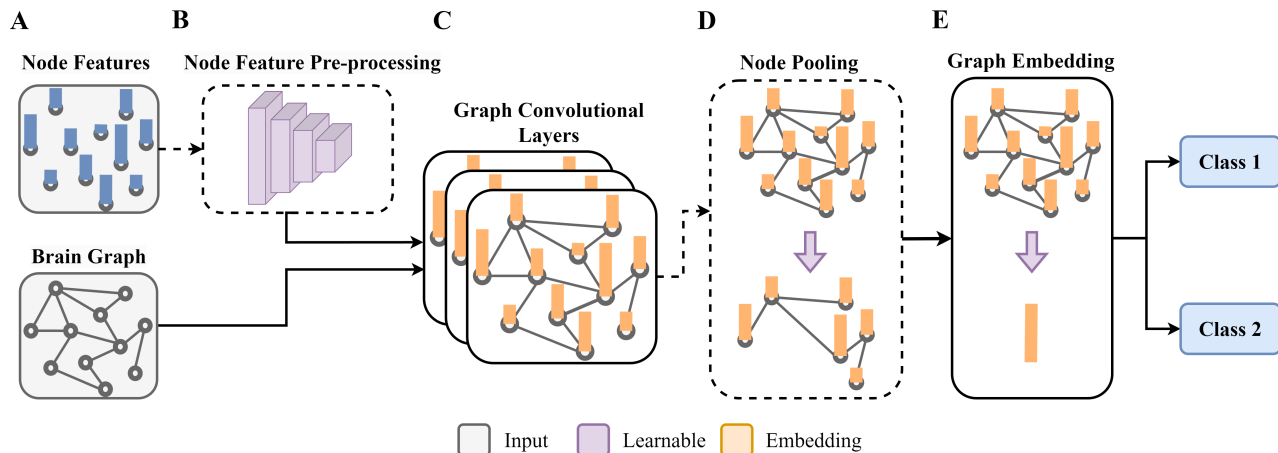 A
B
C
D
E
Node Features
Node Feature Pre-processing
Graph Convolutional
Layers
Node Pooling
Graph Embedding
Brain Graph
Class 1
Class 2
Input
Learnable
Embedding